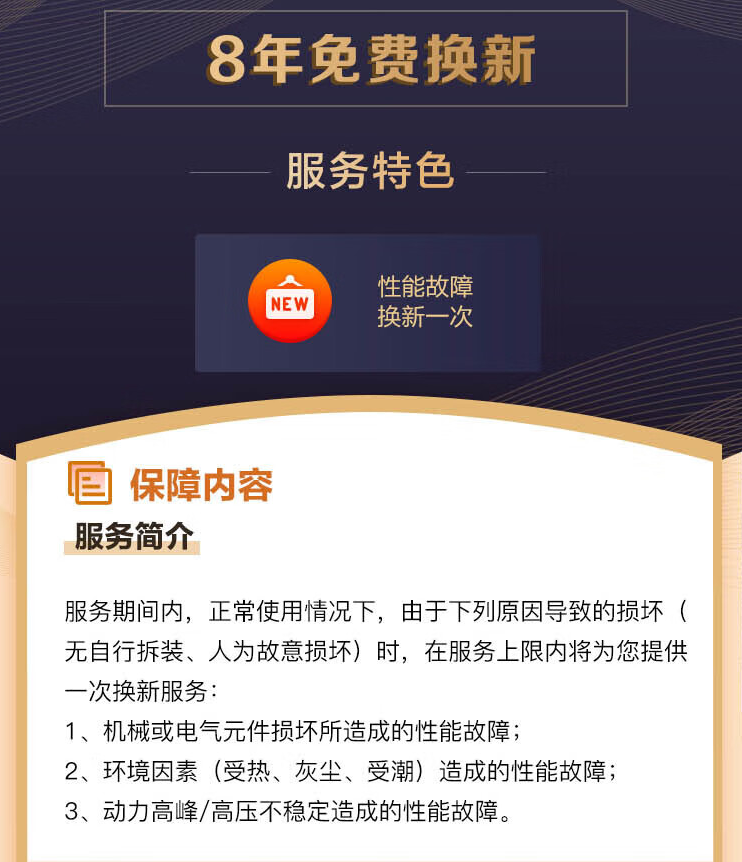 8年免费换新
服务特色
NEW
性能故障
换新一次
保障内容
服务简介
服务期间内，正常使用情况下，由于下列原因导致的损坏（
无自行拆装、人为故意损坏）时，在服务上限内将为您提供
一次换新服务：
1、机械或电气元件损坏所造成的性能故障；
2、环境因素（受热、灰尘、受潮）造成的性能故障；
3、动力高峰/高压不稳定造成的性能故障。